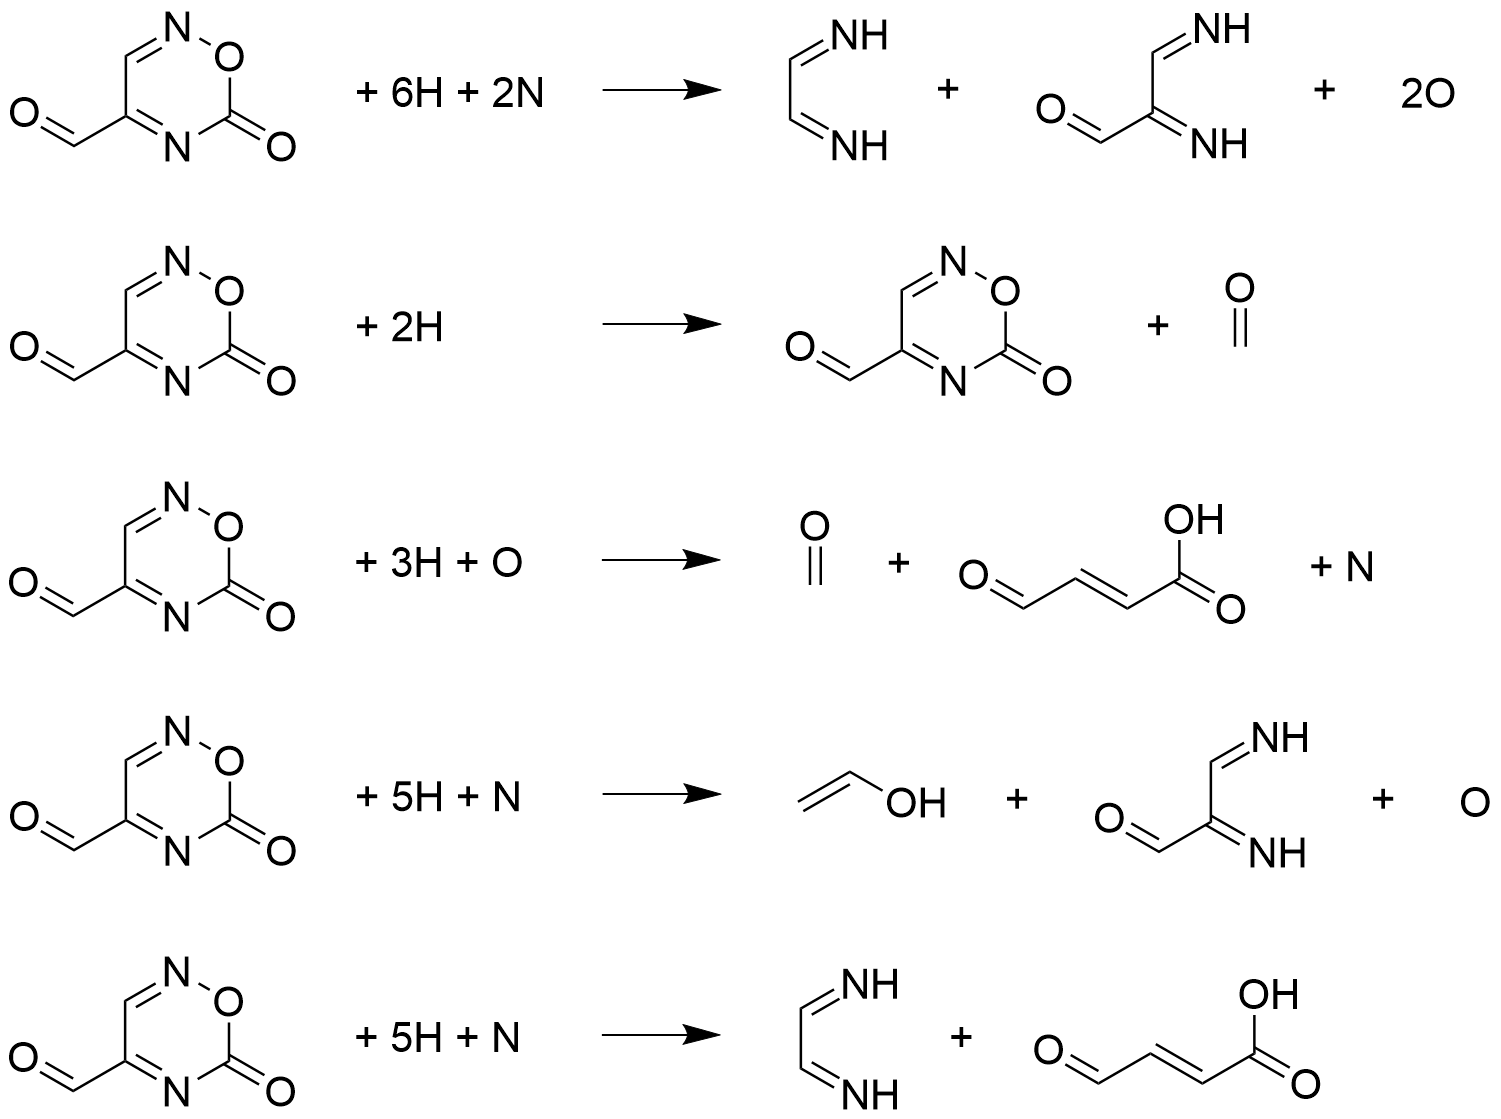 N NH NH
O
+ 6H + 2N + + 2O
O O
N O NH NH
N N
O O O
+ 2H +
O O
N O N O
N
O O OH
+ 3H + O + + N
O O
N O O
N NH
O
+ 5H + N OH + + O
O O
N O NH
N NH
O OH
+ 5H + N +
O O
N O NH O